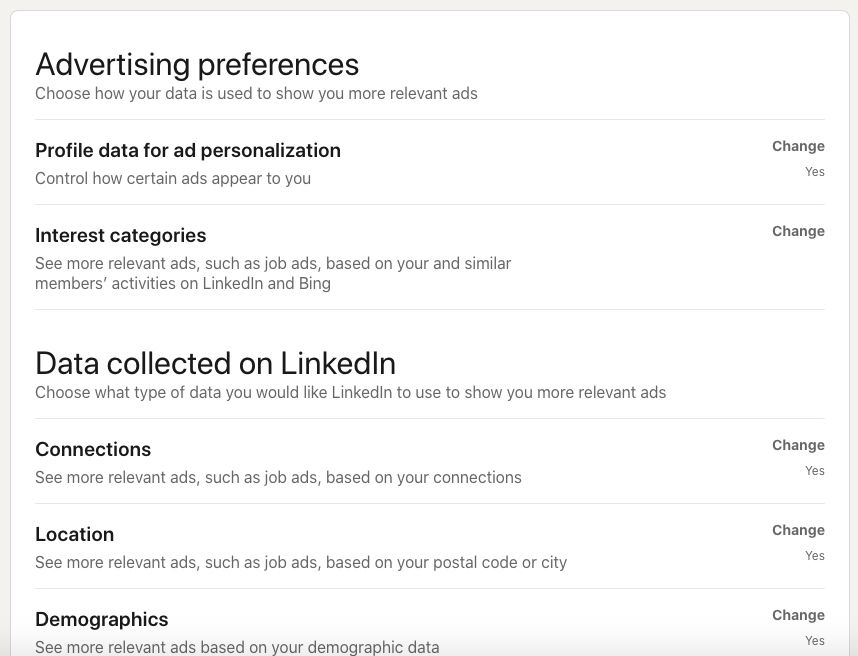 Advertising preferences
Choose how your data is used to show you more relevant ads
Profile data for ad personalization
Change
Control how certain ads appear to you
Yes
Interest categories
Change
See more relevant ads, such as job ads, based on your and similar
members’ activities on LinkedIn and Bing
Data collected on LinkedIn
Choose what type of data you would like LinkedIn to use to show you more relevant ads
Connections
Change
See more relevant ads, such as job ads, based on your connections
Yes
Location
Change
See more relevant ads, such as job ads, based on your postal code or city
Yes
Demographics
Change
See more relevant ads based on your demographic data
Yes